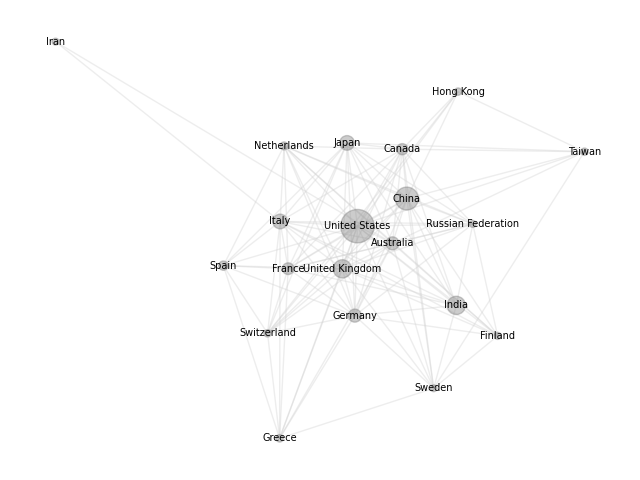 Iran
Hong Kong
Netherlands
Japan
Canada
Taiwan
China
Italy
United States
Russian Federation
Australia
Spain
France
United Kingdom
India
Germany
Switzerland
Finland
Sweden
Greece